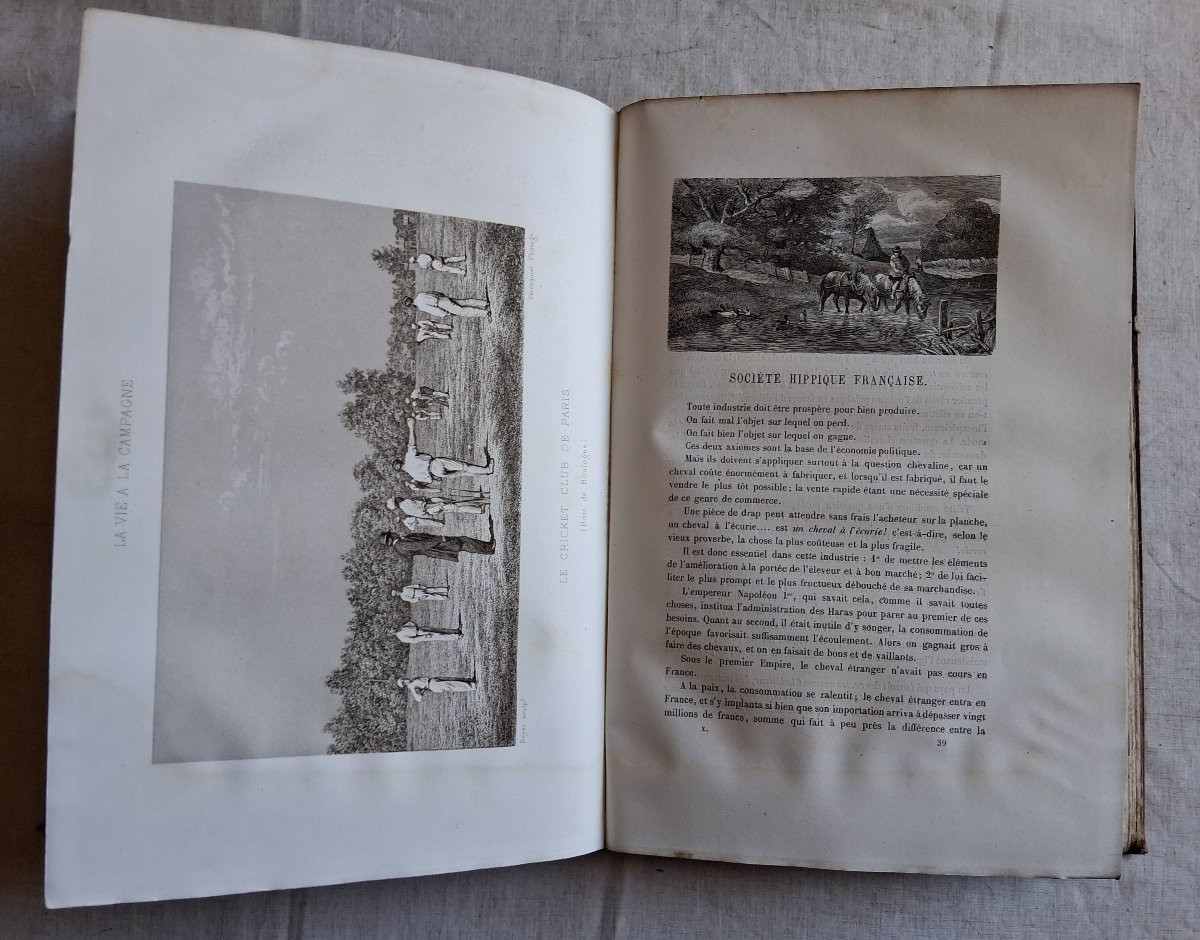 LA VIE A LA CAMPAGNE
LE CRICKET CLUB DE PARIS
(Bois de Boulogne)
SOCIÉTÉ HIPPIQUE FRANÇAISE.
Toute industrie doit être prospère pour bien produire.
On fait mal l'objet sur lequel on perd.
On fait bien l'objet sur lequel on gagne.
Ces deux axiomes sont la base de l'économie politique.
Mais ils doivent s'appliquer surtout à la question chevaline, car un
cheval coûte énormément à fabriquer, et lorsqu'il est fabriqué, il faut le
vendre le plus tôt possible; la vente rapide étant une nécessité spéciale
de ce genre de commerce.
Une pièce de drap peut attendre sans frais l'acheteur sur la planche,
un cheval à l'écurie.... est un cheval à l'écurie! c'est-à-dire, selon le
vieux proverbe, la chose la plus coûteuse et la plus fragile.
Il est donc essentiel dans cette industrie : 1° de mettre les éléments
de l'amélioration à la portée de l'éleveur et à bon marché; 2° de lui faci-
liter le plus prompt et le plus fructueux débouché de sa marchandise.
L'empereur Napoléon Ier, qui savait cela, comme il savait toutes
choses, institua l'administration des Haras pour parer au premier de ces
besoins. Quant au second, il était inutile d'y songer, la consommation de
l'époque favorisait suffisamment l'écoulement. Alors on gagnait gros à
faire des chevaux, et on en faisait de bons et de vaillants.
Sous le premier Empire, le cheval étranger n'avait pas cours en
France.
A la paix, la consommation se ralentit; le cheval étranger entra en
France, et s'y implanta si bien que son importation arriva à dépasser vingt
millions de francs, somme qui fait à peu près la différence entre la
X.
39